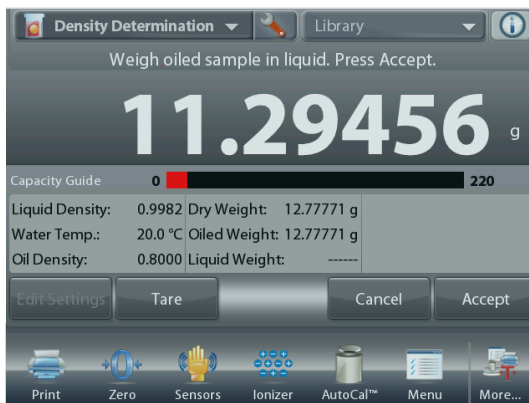 Density Determination Library
Weigh oiled sample in liquid. Press Accept.
11.29456 g
Capacity Guide 0 220
Liquid Density: 0.9982 Dry Weight: 12.77771 g
Water Temp.: 20.0 °C Oiled Weight: 12.77771 g
Oil Density: 0.8000 Liquid Weight: ------
Edit Settings Tare Cancel Accept
Print Zero Sensors Ionizer AutoCal™ Menu More...